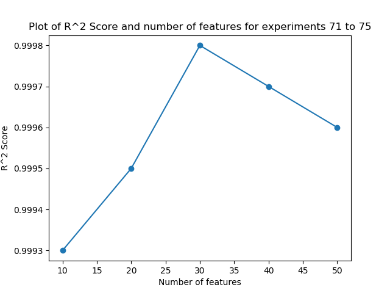 Plot of R^2 Score and number of features for experiments 71 to 75
0.9998
0.9997
0.9996
0.9995
0.9994
0.9993
R^2 Score
10 15 20 25 30 35 40 45 50
Number of features